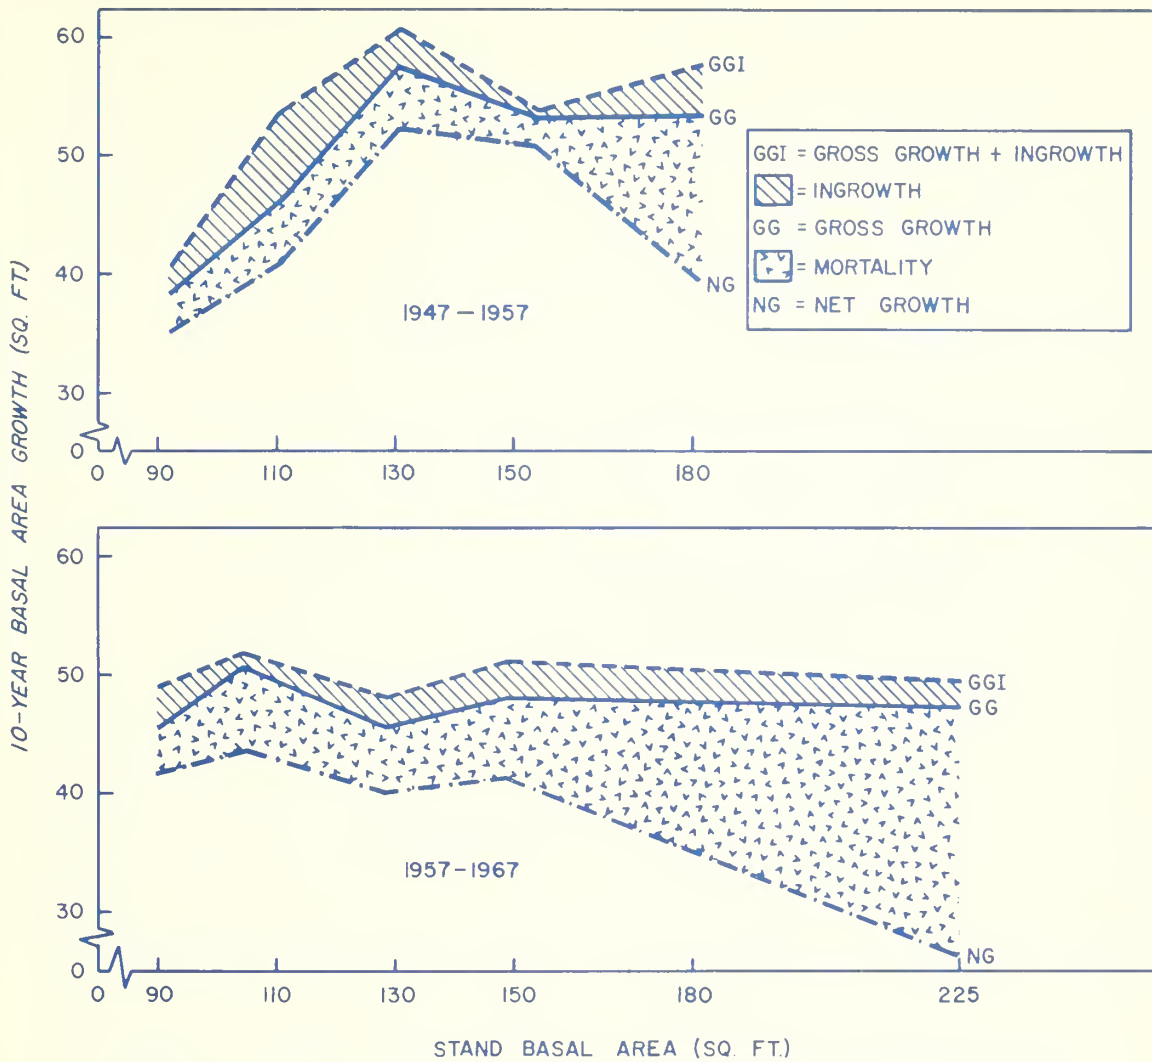 10-YEAR BASAL AREA GROWTH (SQ. FT)
60
50
40
30
0
0 90 110 130 150 180
GGI
GG
NG
1947-1957
GGI = GROSS GROWTH + INGROWTH
= INGROWTH
GG = GROSS GROWTH
= MORTALITY
NG = NET GROWTH
60
50
40
30
0
0 90 110 130 150 180 225
GGI
GG
NG
1957-1967
STAND BASAL AREA (SQ. FT.)